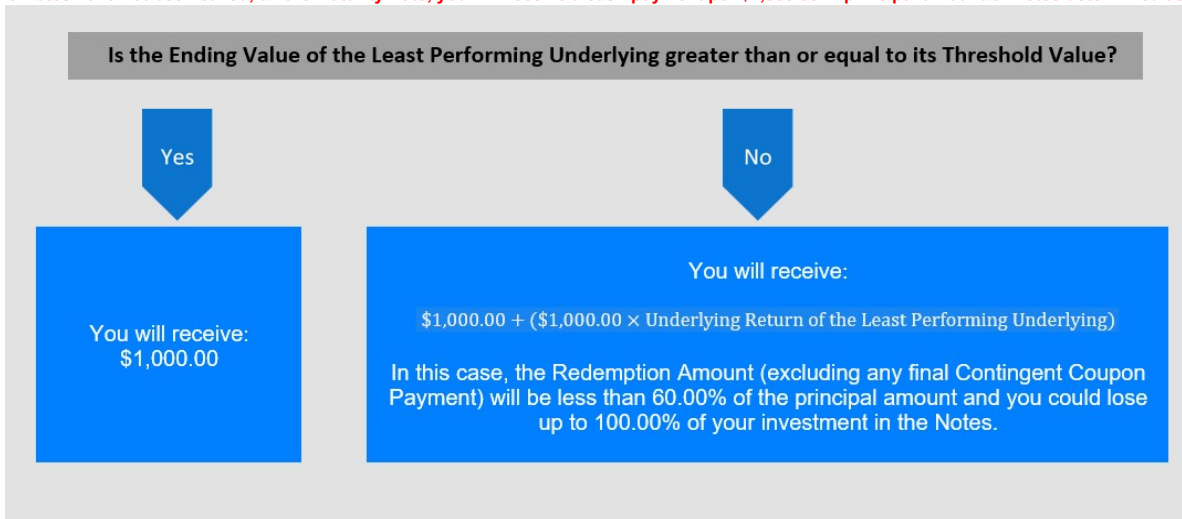 Is the Ending Value of the Least Performing Underlying greater than or equal to its Threshold Value?
Yes
No
You will receive:
$1,000.00
You will receive:
$1,000.00 + ($1,000.00 × Underlying Return of the Least Performing Underlying)
In this case, the Redemption Amount (excluding any final Contingent Coupon
Payment) will be less than 60.00% of the principal amount and you could lose
up to 100.00% of your investment in the Notes.